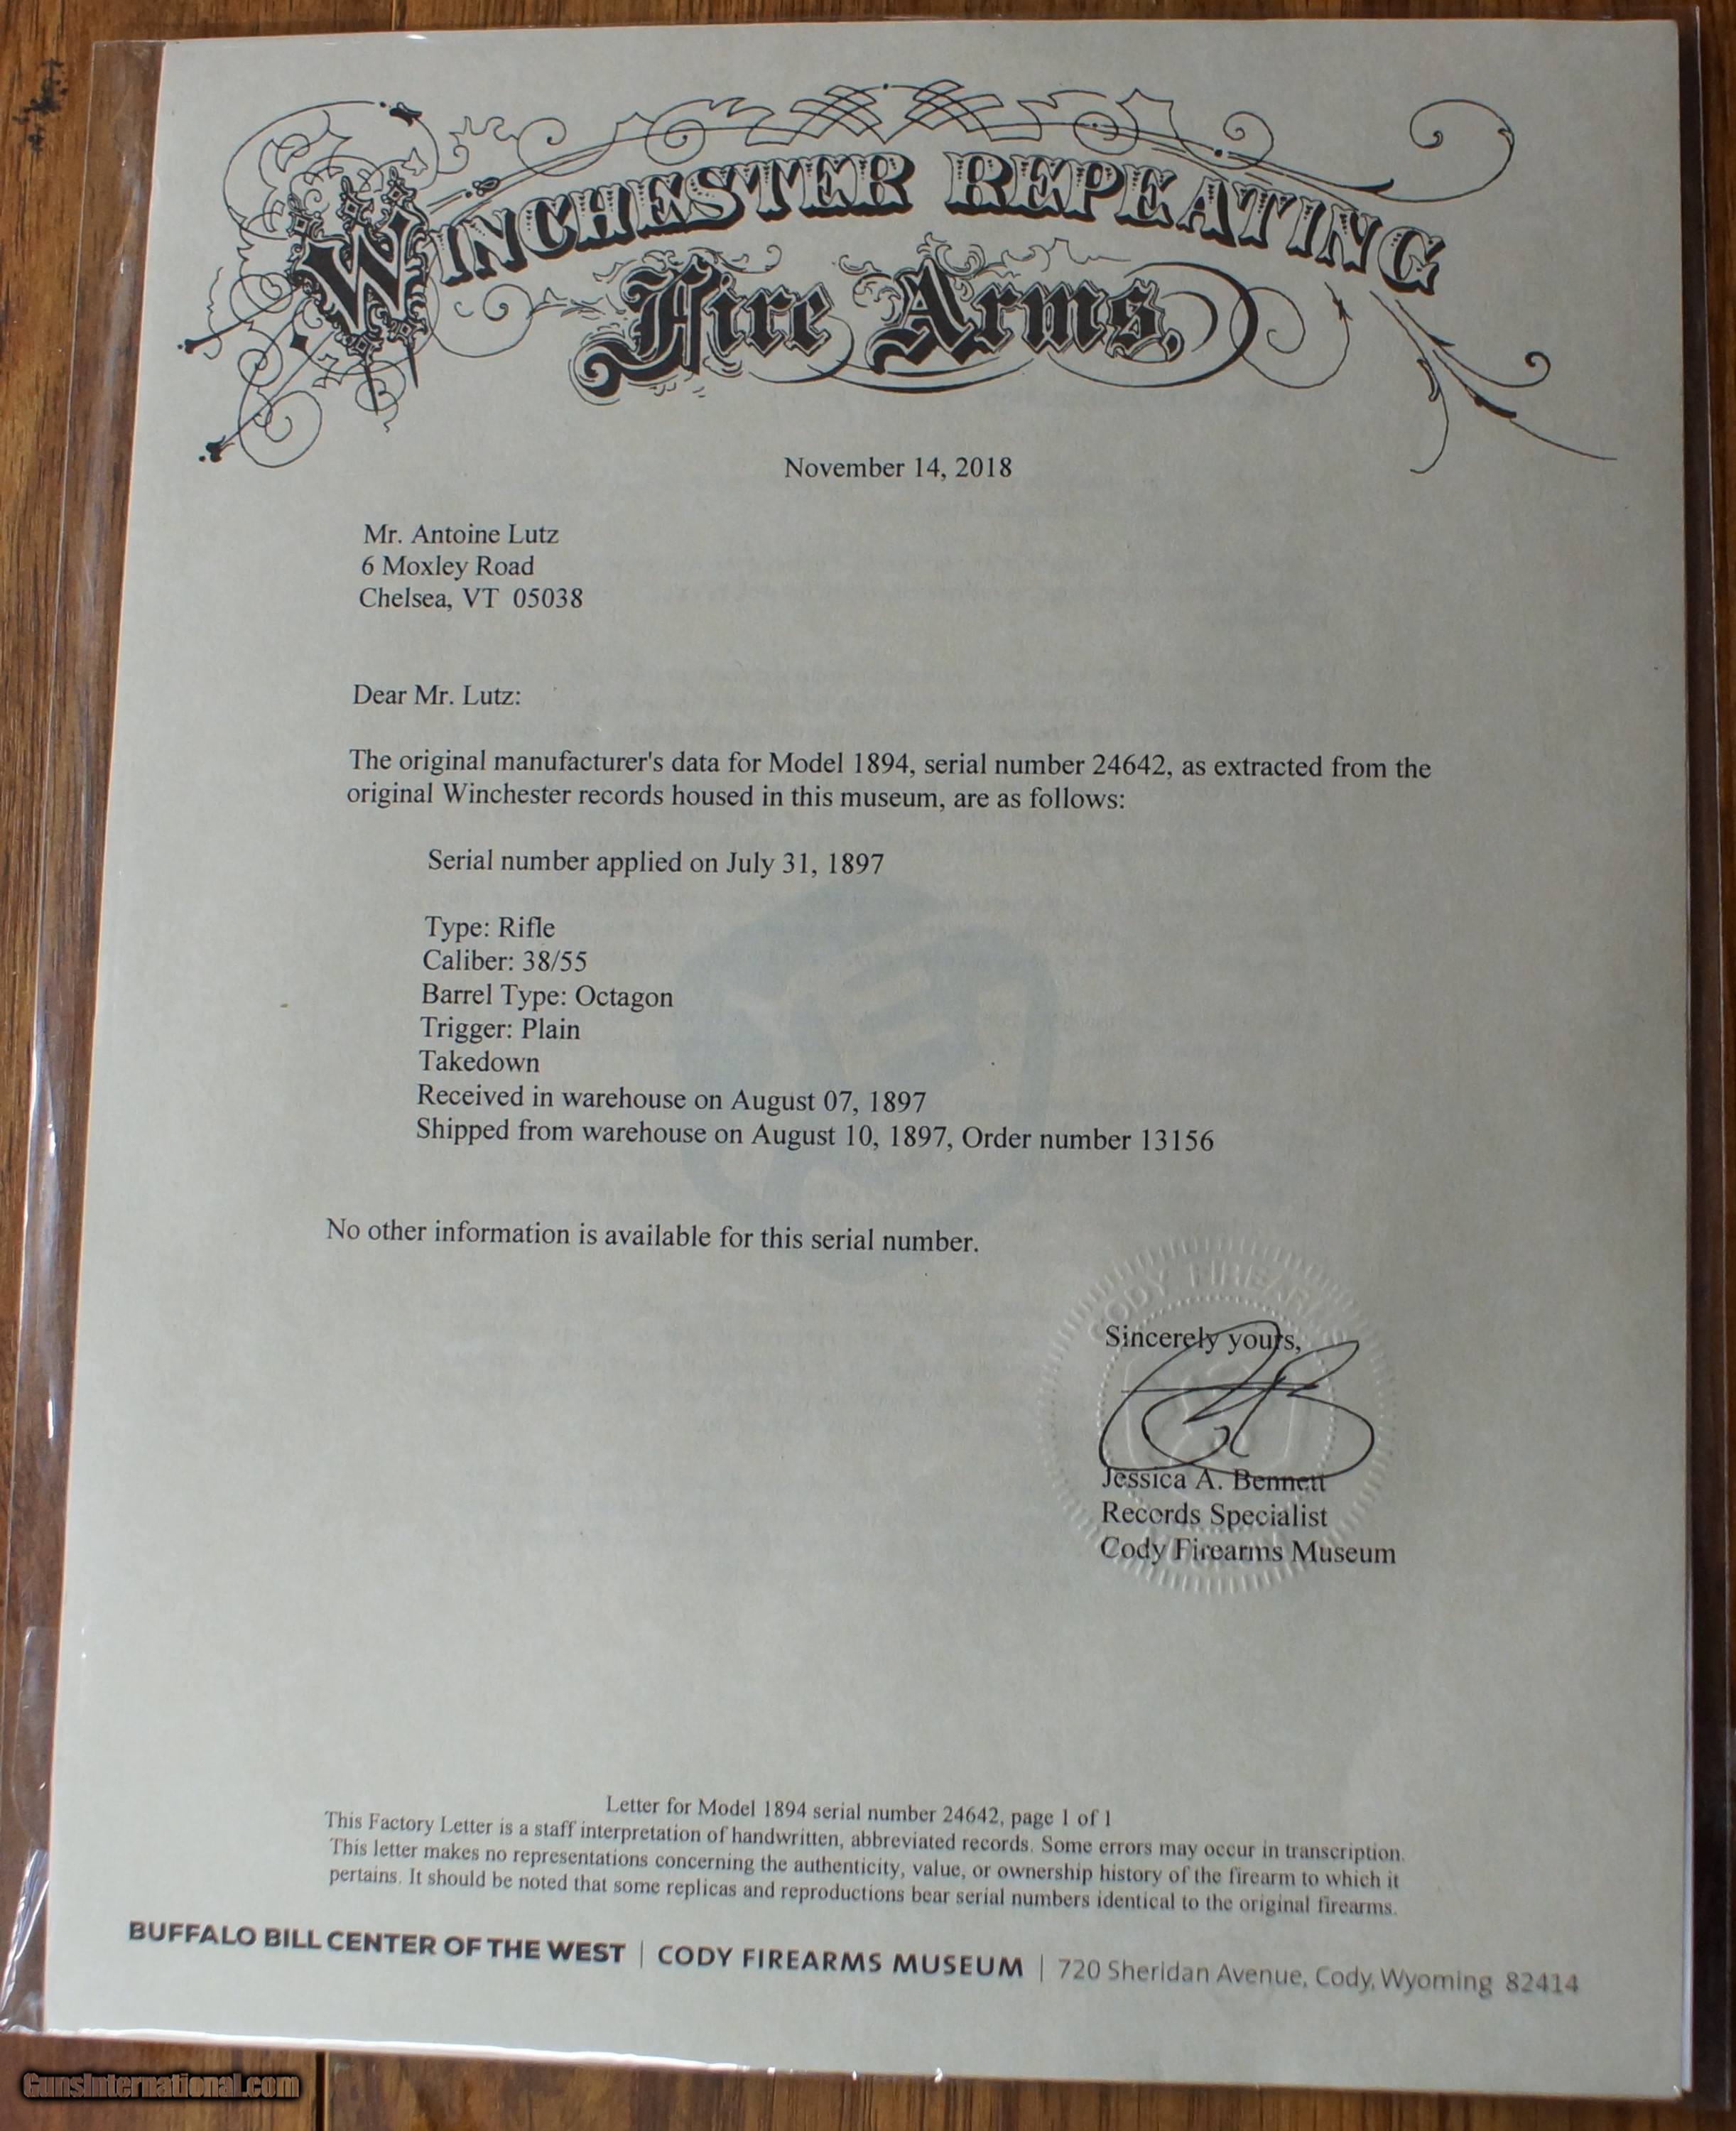 WINCHESTER REPEATING
Fire Arms,
November 14, 2018
Mr. Antoine Lutz
6 Moxley Road
Chelsea, VT 05038
Dear Mr. Lutz:
The original manufacturer's data for Model 1894, serial number 24642, as extracted from the
original Winchester records housed in this museum, are as follows:
Serial number applied on July 31, 1897
Type: Rifle
Caliber: 38/55
Barrel Type: Octagon
Trigger: Plain
Takedown
Received in warehouse on August 07, 1897
Shipped from warehouse on August 10, 1897, Order number 13156
No other information is available for this serial number.
CODY FIREARMS
Sincerely yours,
Jessica A. Bennett
Records Specialist
Cody Firearms Museum
Letter for Model 1894 serial number 24642, page 1 of 1
This Factory Letter is a staff interpretation of handwritten, abbreviated records. Some errors may occur in transcription.
This letter makes no representations concerning the authenticity, value, or ownership history of the firearm to which it
pertains. It should be noted that some replicas and reproductions bear serial numbers identical to the original firearms.
BUFFALO BILL CENTER OF THE WEST | CODY FIREARMS MUSEUM | 720 Sheridan Avenue, Cody, Wyoming 82414
GunsInternational.com